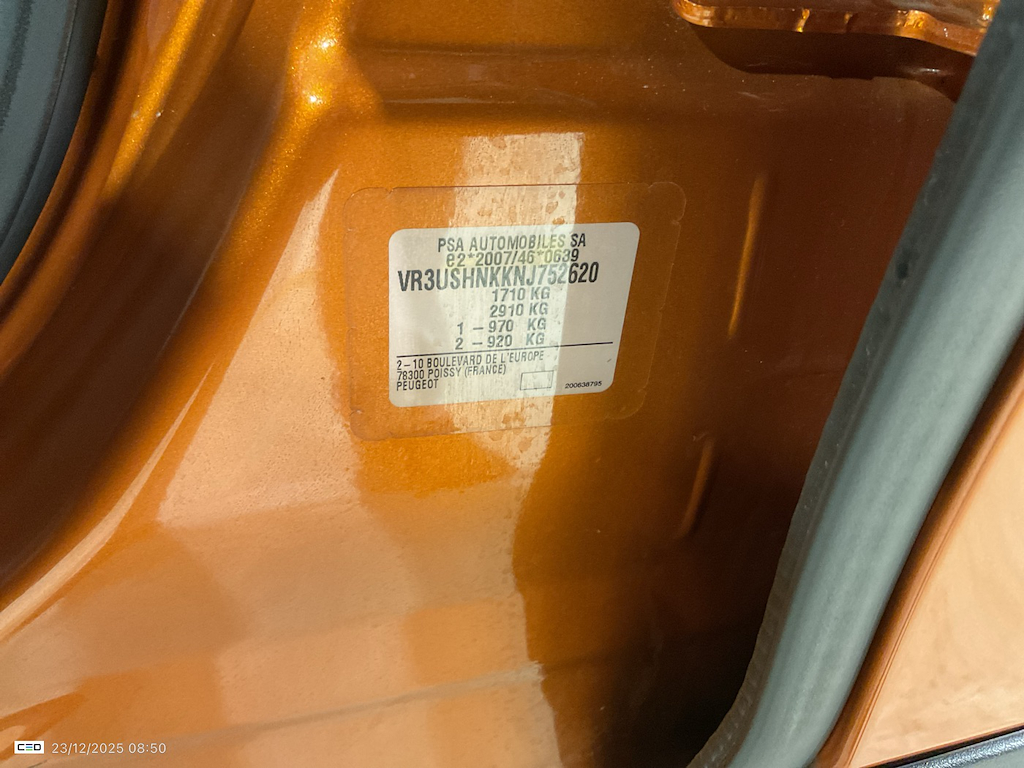 PSA AUTOMOBILES SA
e2*2007/46*0639
VR3USHNKKNJ752620
1710 KG
2910 KG
1 – 970 KG
2 – 920 KG
2 – 10 BOULEVARD DE L'EUROPE
78300 POISSY (FRANCE)
PEUGEOT
200638795
CEO 23/12/2025 08:50